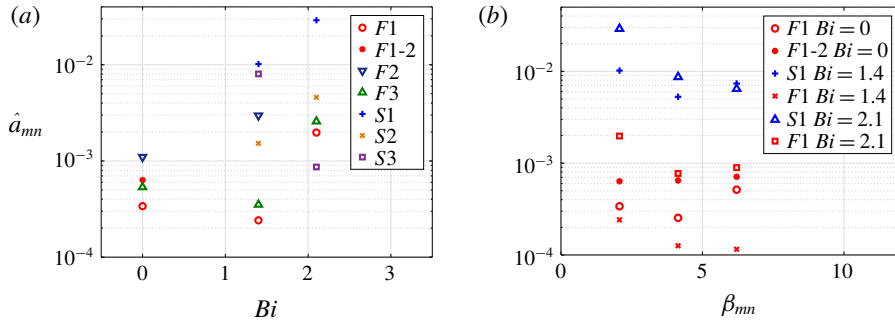 (a)
10⁻²
10⁻³
10⁻⁴
â_mn
0 1 2 3
Bi
F1
F1-2
F2
F3
S1
S2
S3
(b)
10⁻²
10⁻³
10⁻⁴
0 5 10
β_mn
F1 Bi = 0
F1-2 Bi = 0
S1 Bi = 1.4
F1 Bi = 1.4
S1 Bi = 2.1
F1 Bi = 2.1